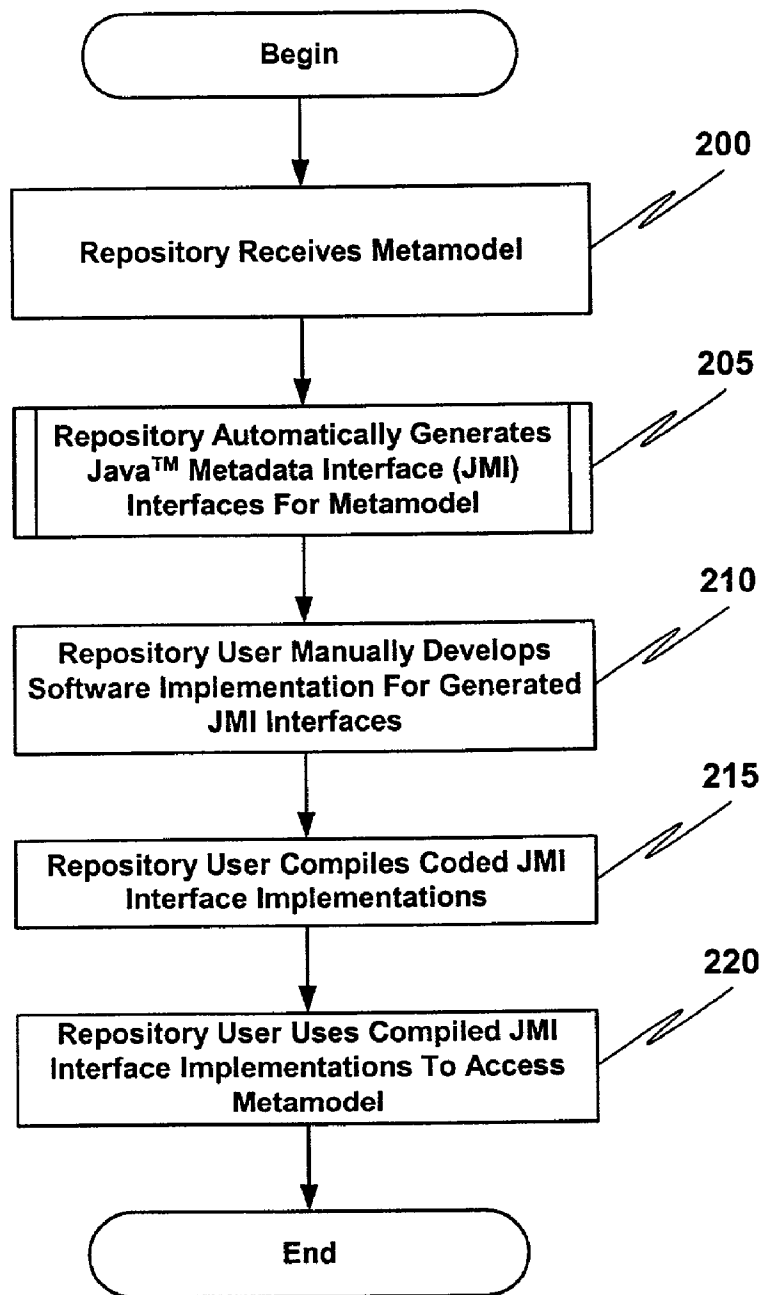 Begin
200
Repository Receives Metamodel
205
Repository Automatically Generates
Java™ Metadata Interface (JMI)
Interfaces For Metamodel
210
Repository User Manually Develops
Software Implementation For Generated
JMI Interfaces
215
Repository User Compiles Coded JMI
Interface Implementations
220
Repository User Uses Compiled JMI
Interface Implementations To Access
Metamodel
End